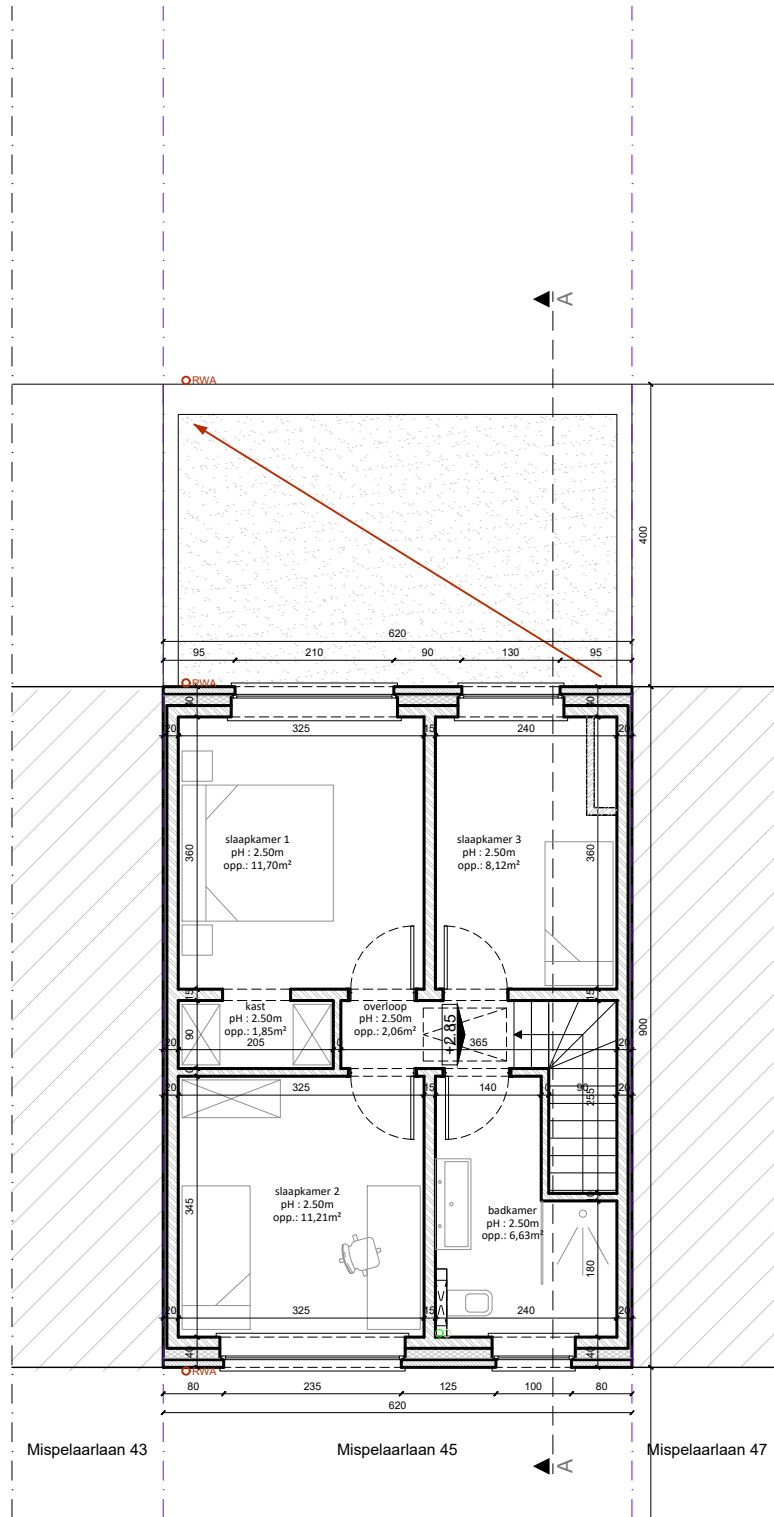 A
RWA
400
620
95 210 90 130 95
RWA
40 40
20 325 15 240 20
slaapkamer 1
pH : 2.50m
opp.: 11,70m²
slaapkamer 3
pH : 2.50m
opp.: 8,12m²
360 360
15 15
kast
pH : 2.50m
opp.: 1,85m²
overloop
pH : 2.50m
opp.: 2,06m²
+2.85
900
90
20 205 365 20
20 325 15 140 90 20
255
slaapkamer 2
pH : 2.50m
opp.: 11,21m²
badkamer
pH : 2.50m
opp.: 6,63m²
345
180
20 325 15 240 20
40 40
RWA
80 235 125 100 80
620
Mispelaarlaan 43 Mispelaarlaan 45 Mispelaarlaan 47
A